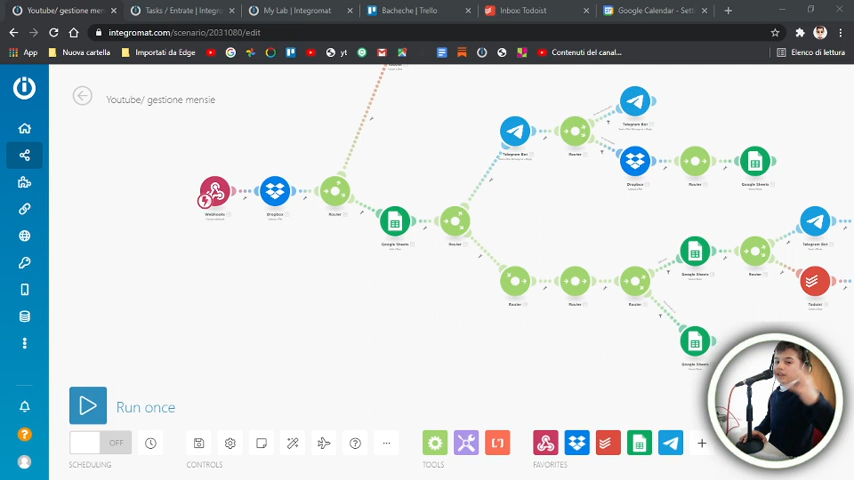 Youtube/ gestione mensi
Tasks / Entrate | Integrom
My Lab | Integromat
Bacheche | Trello
Inbox: Todoist
Google Calendar - Sett
integromat.com/scenario/2031080/edit
App
Nuova cartella
Importati da Edge
yt
Contenuti del canal...
Elenco di lettura
Youtube/ gestione mensie
Telegram Bot
Telegram Bot
Router
Dropbox
Router
Google Sheets
Webhooks
Dropbox
Router
Google Sheets
Router
Google Sheets
Router
Telegram Bot
Router
Router
Router
Todoist
Google Sheets
Run once
OFF
SCHEDULING
CONTROLS
TOOLS
FAVORITES